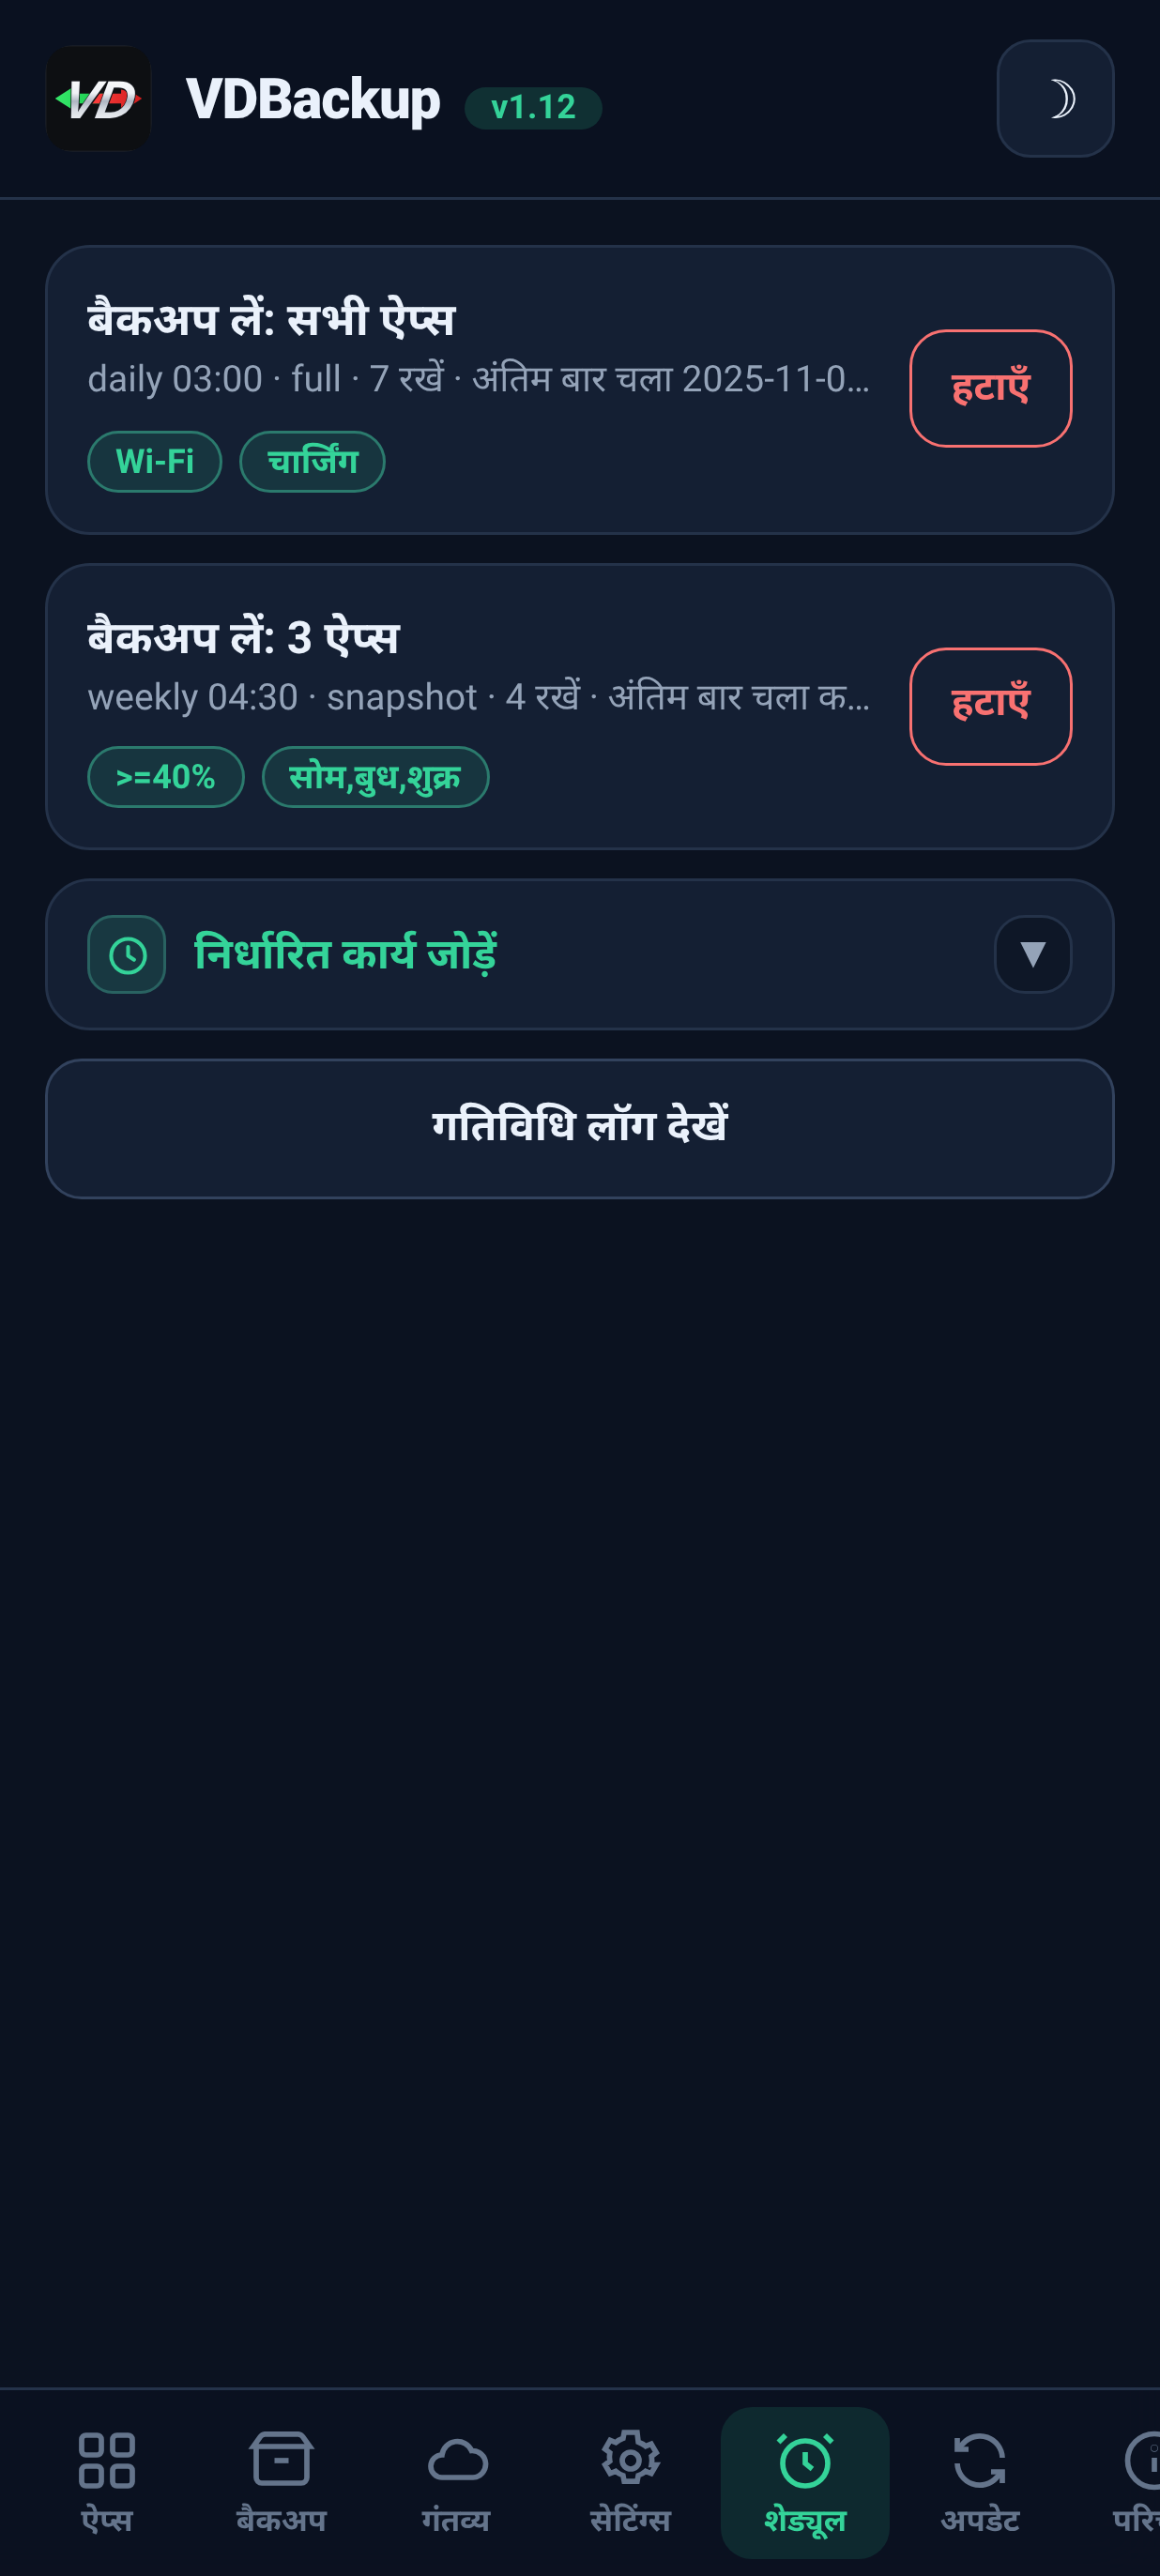 VD
VDBackup v1.12
बैकअप लें: सभी ऐप्स
daily 03:00 · full · 7 रखें · अंतिम बार चला 2025-11-0…
हटाएँ
Wi-Fi चार्जिंग
बैकअप लें: 3 ऐप्स
weekly 04:30 · snapshot · 4 रखें · अंतिम बार चला क…
हटाएँ
>=40% सोम,बुध,शुक्र
निर्धारित कार्य जोड़ें
गतिविधि लॉग देखें
ऐप्स बैकअप गंतव्य सेटिंग्स शेड्यूल अपडेट